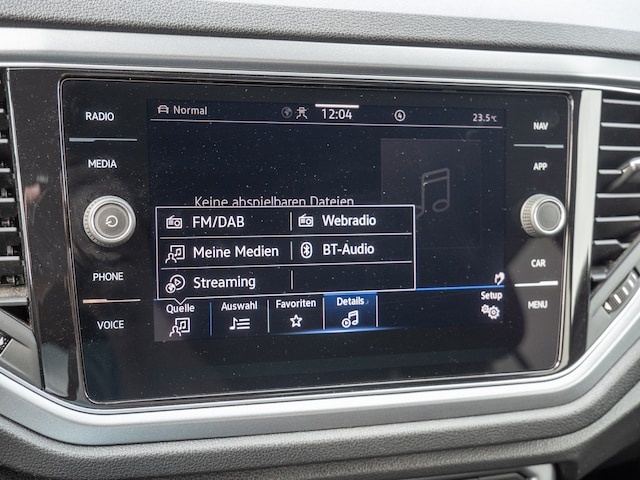 RADIO
MEDIA
PHONE
VOICE
Normal
12:04
23.5°C
Keine abspielbaren Dateien
FM/DAB
Webradio
Meine Medien
BT-Audio
Streaming
Quelle
Auswahl
Favoriten
Details
Setup
NAV
APP
CAR
MENU